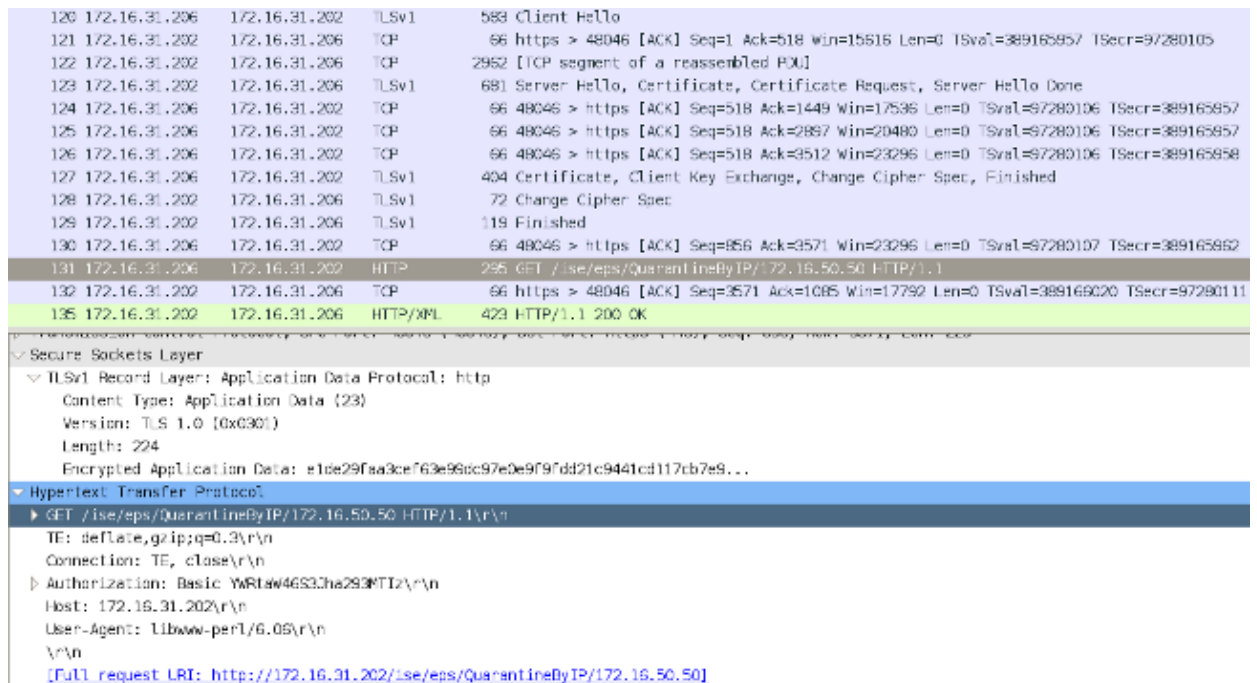 120 172.16.31.206 172.16.31.202 TLSv1 583 Client Hello
121 172.16.31.202 172.16.31.206 TCP 66 https > 48046 [ACK] Seq=1 Ack=518 Win=15616 Len=0 TSval=389165957 TSecr=97280105
122 172.16.31.202 172.16.31.206 TCP 2962 [TCP segment of a reassembled PDU]
123 172.16.31.202 172.16.31.206 TLSv1 681 Server Hello, Certificate, Certificate Request, Server Hello Done
124 172.16.31.206 172.16.31.202 TCP 66 48046 > https [ACK] Seq=518 Ack=1449 Win=17536 Len=0 TSval=97280106 TSecr=389165957
125 172.16.31.206 172.16.31.202 TCP 66 48046 > https [ACK] Seq=518 Ack=2897 Win=20480 Len=0 TSval=97280106 TSecr=389165957
126 172.16.31.206 172.16.31.202 TCP 66 48046 > https [ACK] Seq=518 Ack=3512 Win=23296 Len=0 TSval=97280106 TSecr=389165958
127 172.16.31.206 172.16.31.202 TLSv1 404 Certificate, Client Key Exchange, Change Cipher Spec, Finished
128 172.16.31.202 172.16.31.206 TLSv1 72 Change Cipher Spec
129 172.16.31.202 172.16.31.206 TLSv1 119 Finished
130 172.16.31.206 172.16.31.202 TCP 66 48046 > https [ACK] Seq=856 Ack=3571 Win=23296 Len=0 TSval=97280107 TSecr=389165962
131 172.16.31.206 172.16.31.202 HTTP 295 GET /ise/eps/QuarantineByIP/172.16.50.50 HTTP/1.1
132 172.16.31.202 172.16.31.206 TCP 66 https > 48046 [ACK] Seq=3571 Ack=1085 Win=17792 Len=0 TSval=389166020 TSecr=97280111
135 172.16.31.202 172.16.31.206 HTTP/XML 423 HTTP/1.1 200 OK
Secure Sockets Layer
TLSv1 Record Layer: Application Data Protocol: http
Content Type: Application Data (23)
Version: TLS 1.0 (0x0301)
Length: 224
Encrypted Application Data: e1de29faa3cef63e99dc97e0e9f9fdd21c9441cd117cb7e9...
Hypertext Transfer Protocol
GET /ise/eps/QuarantineByIP/172.16.50.50 HTTP/1.1\r\n
TE: deflate,gzip;q=0.3\r\n
Connection: TE, close\r\n
Authorization: Basic YWRtaW46S3Jha293MTIz\r\n
Host: 172.16.31.202\r\n
User-Agent: libwww-perl/6.06\r\n
\r\n
[Full request URI: http://172.16.31.202/ise/eps/QuarantineByIP/172.16.50.50]